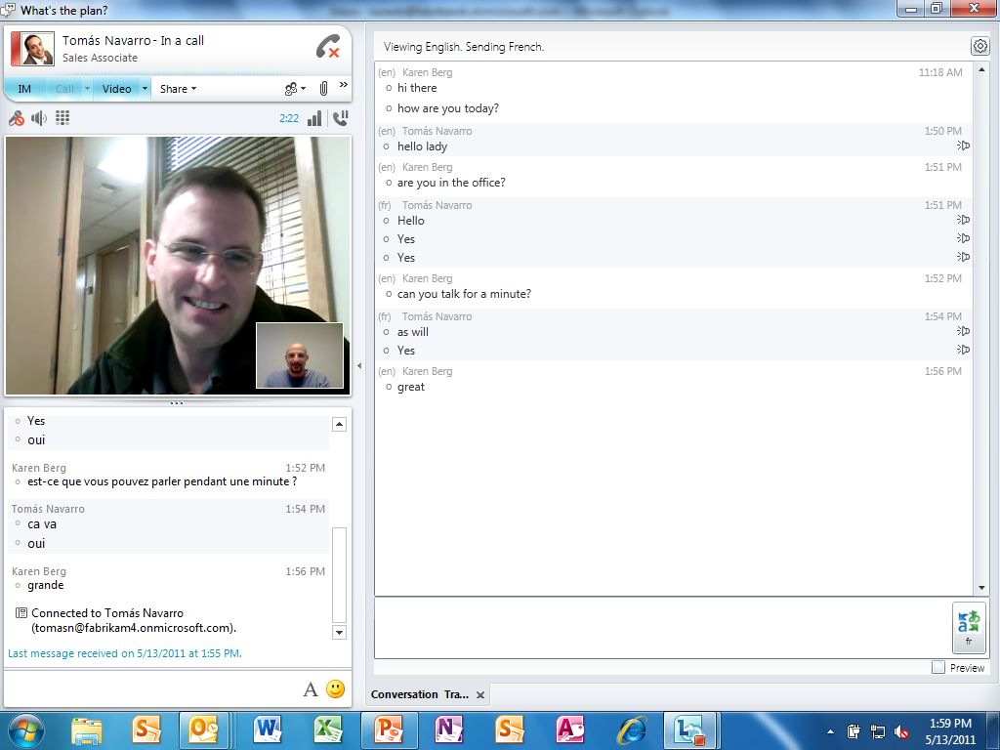 What's the plan?
Tomás Navarro - In a call
Sales Associate
IM Call Video Share
2:22
Yes
oui
Karen Berg 1:52 PM
est-ce que vous pouvez parler pendant une minute ?
Tomás Navarro 1:54 PM
ca va
oui
Karen Berg 1:56 PM
grande
Connected to Tomás Navarro
(tomasn@fabrikam4.onmicrosoft.com).
Last message received on 5/13/2011 at 1:55 PM.
A
Viewing English. Sending French.
(en) Karen Berg 11:18 AM
hi there
how are you today?
(en) Tomás Navarro 1:50 PM
hello lady
(en) Karen Berg 1:51 PM
are you in the office?
(fr) Tomás Navarro 1:51 PM
Hello
Yes
Yes
(en) Karen Berg 1:52 PM
can you talk for a minute?
(fr) Tomás Navarro 1:54 PM
as will
Yes
(en) Karen Berg 1:56 PM
great
fr
Preview
Conversation Tra...
1:59 PM
5/13/2011